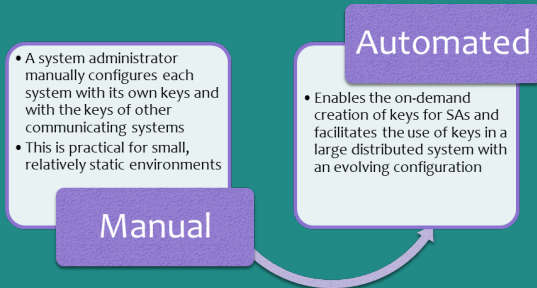 • A system administrator
manually configures each
system with its own keys and
with the keys of other
communicating systems
• This is practical for small,
relatively static environments
Manual
Automated
• Enables the on-demand
creation of keys for SAs and
facilitates the use of keys in a
large distributed system with
an evolving configuration